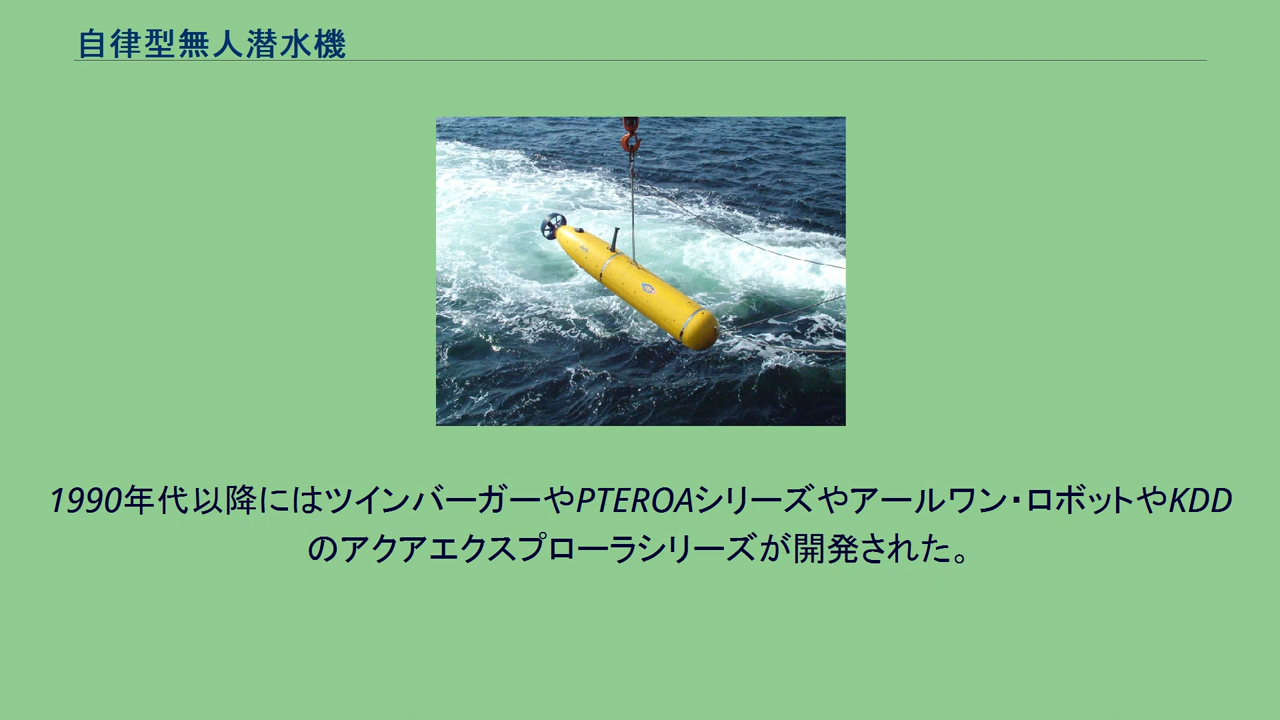 自律型無人潜水機
1990年代以降にはツインバーガーやPTEROAシリーズやアールワン・ロボットやKDD
のアクアエクスプローラシリーズが開発された。